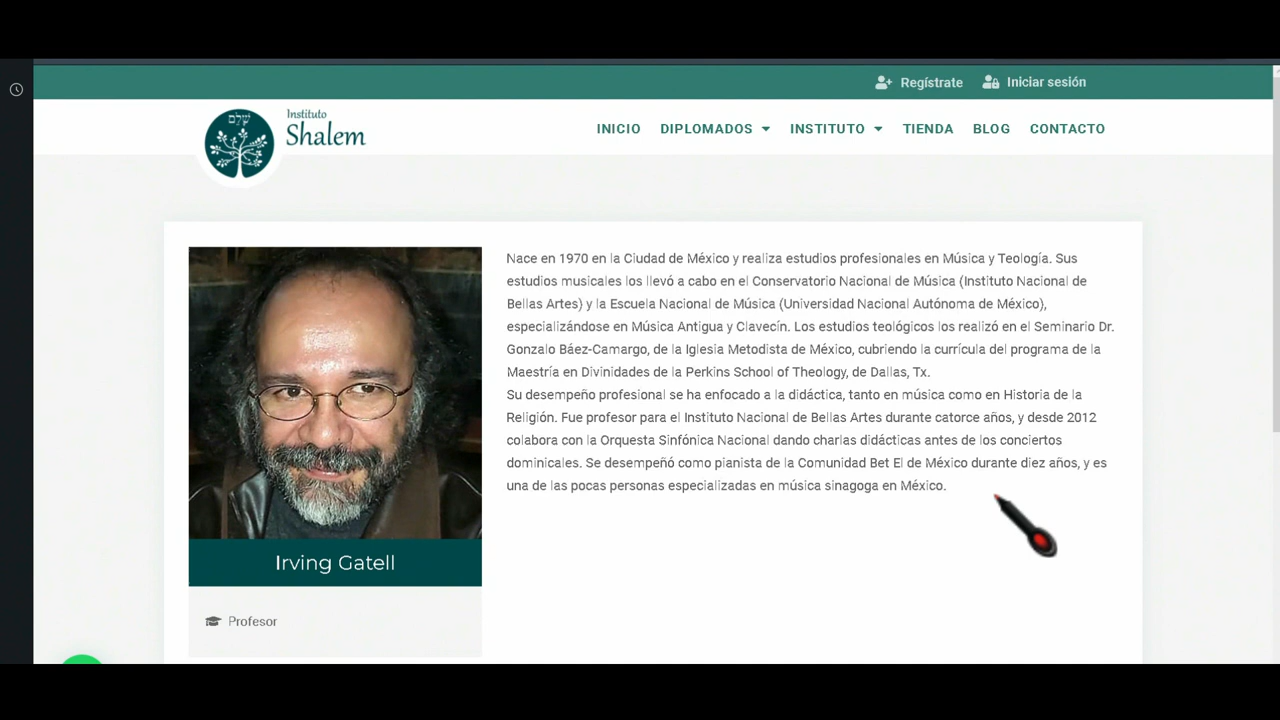 Regístrate
Iniciar sesión
שלם
Instituto
Shalem
INICIO
DIPLOMADOS
INSTITUTO
TIENDA
BLOG
CONTACTO
Nace en 1970 en la Ciudad de México y realiza estudios profesionales en Música y Teología. Sus
estudios musicales los llevó a cabo en el Conservatorio Nacional de Música (Instituto Nacional de
Bellas Artes) y la Escuela Nacional de Música (Universidad Nacional Autónoma de México),
especializándose en Música Antigua y Clavecín. Los estudios teológicos los realizó en el Seminario Dr.
Gonzalo Báez-Camargo, de la Iglesia Metodista de México, cubriendo la currícula del programa de la
Maestría en Divinidades de la Perkins School of Theology, de Dallas, Tx.
Su desempeño profesional se ha enfocado a la didáctica, tanto en música como en Historia de la
Religión. Fue profesor para el Instituto Nacional de Bellas Artes durante catorce años, y desde 2012
colabora con la Orquesta Sinfónica Nacional dando charlas didácticas antes de los conciertos
dominicales. Se desempeñó como pianista de la Comunidad Bet El de México durante diez años, y es
una de las pocas personas especializadas en música sinagoga en México.
Irving Gatell
Profesor